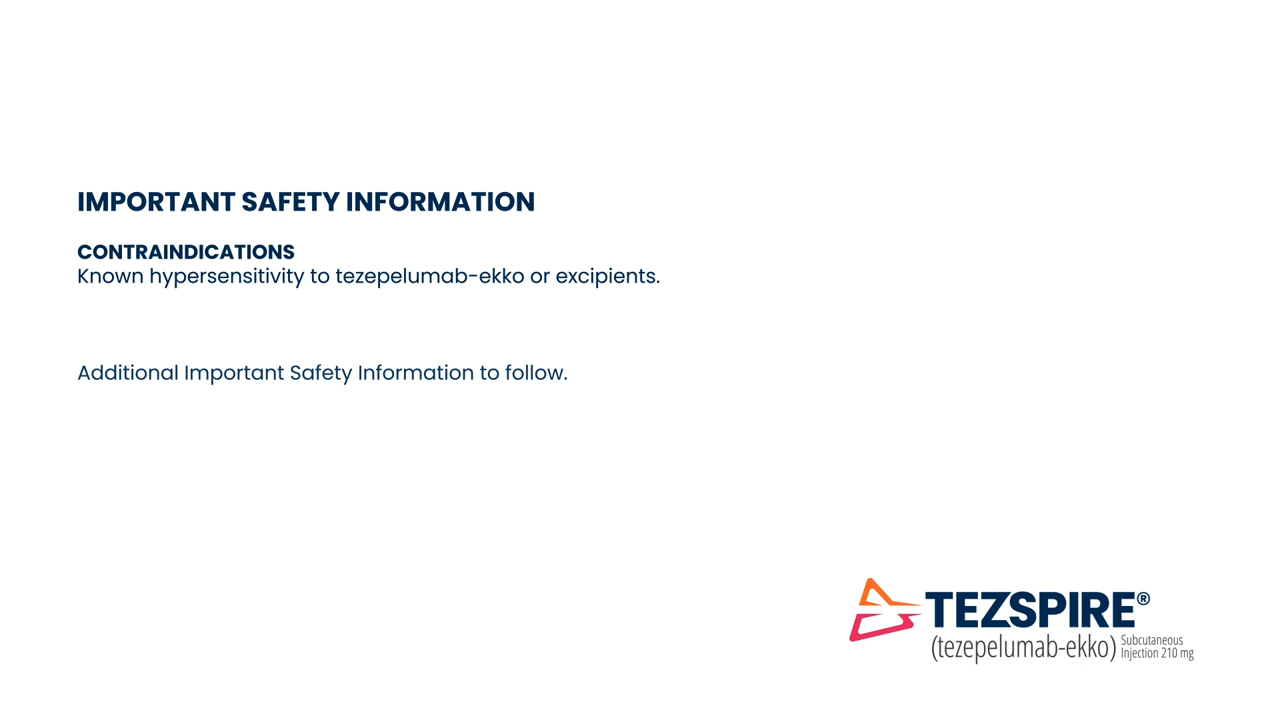 IMPORTANT SAFETY INFORMATION
CONTRAINDICATIONS
Known hypersensitivity to tezepelumab-ekko or excipients.
Additional Important Safety Information to follow.
TEZSPIRE®
(tezepelumab-ekko) Subcutaneous
Injection 210 mg